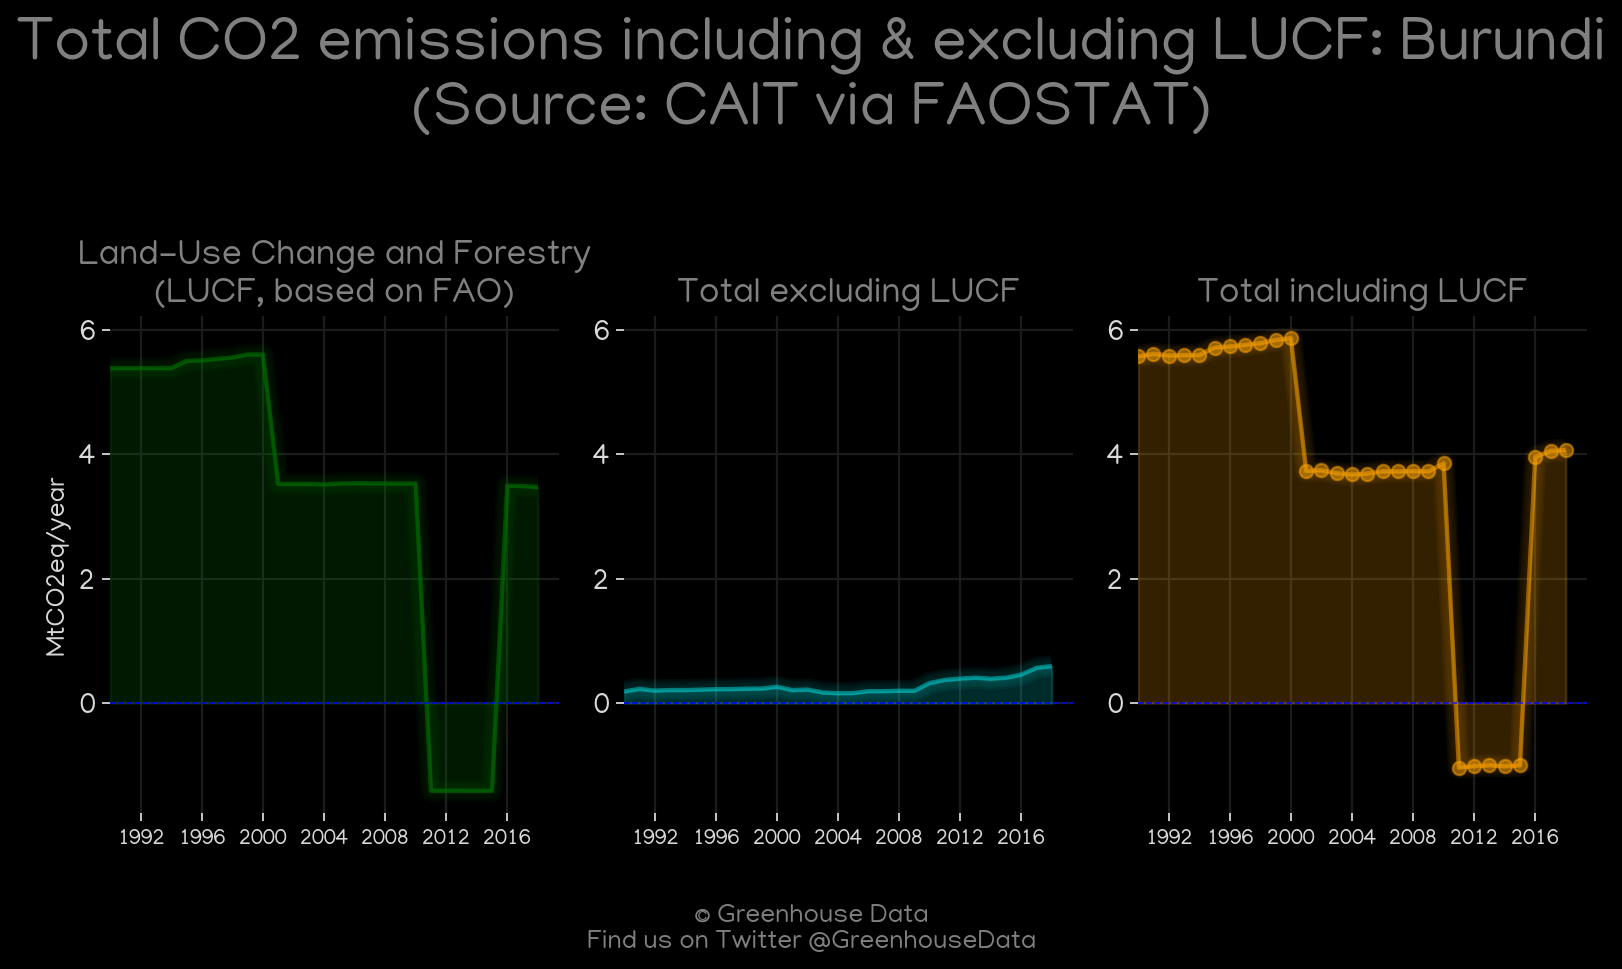 Total CO2 emissions including & excluding LUCF: Burundi
(Source: CAIT via FAOSTAT)
Land-Use Change and Forestry
(LUCF, based on FAO)
Total excluding LUCF
Total including LUCF
MtCO2eq/year
6
4
2
0
6
4
2
0
6
4
2
0
1992 1996 2000 2004 2008 2012 2016
1992 1996 2000 2004 2008 2012 2016
1992 1996 2000 2004 2008 2012 2016
© Greenhouse Data
Find us on Twitter @GreenhouseData